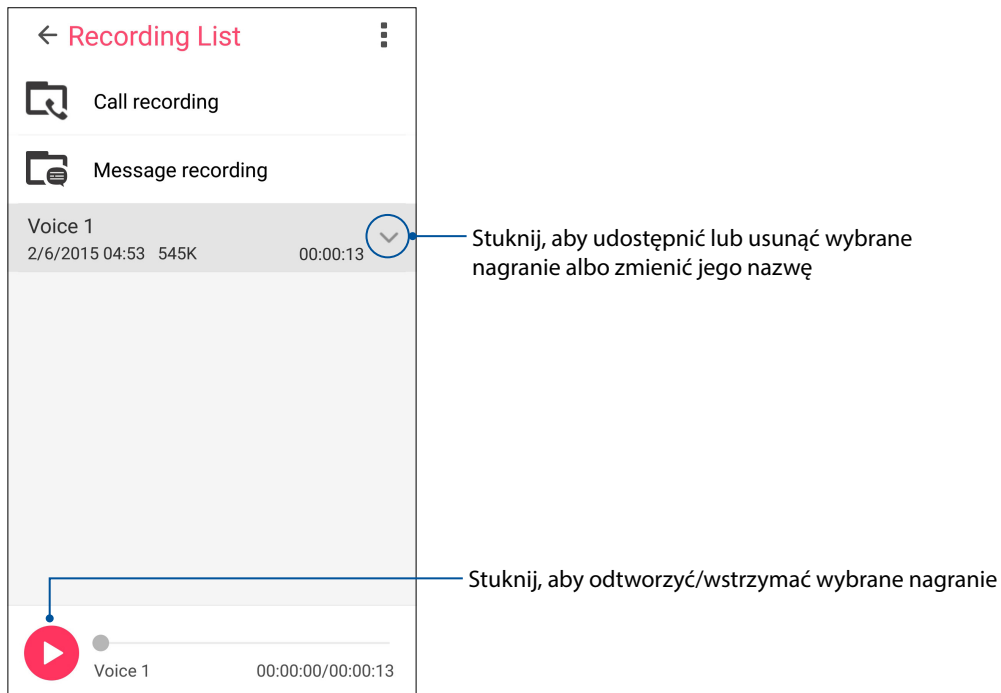 Recording List
Call recording
Message recording
Voice 1
2/6/2015 04:53 545K 00:00:13
Stuknij, aby udostępnić lub usunąć wybrane
nagranie albo zmienić jego nazwę
Stuknij, aby odtworzyć/wstrzymać wybrane nagranie
Voice 1 00:00:00/00:00:13